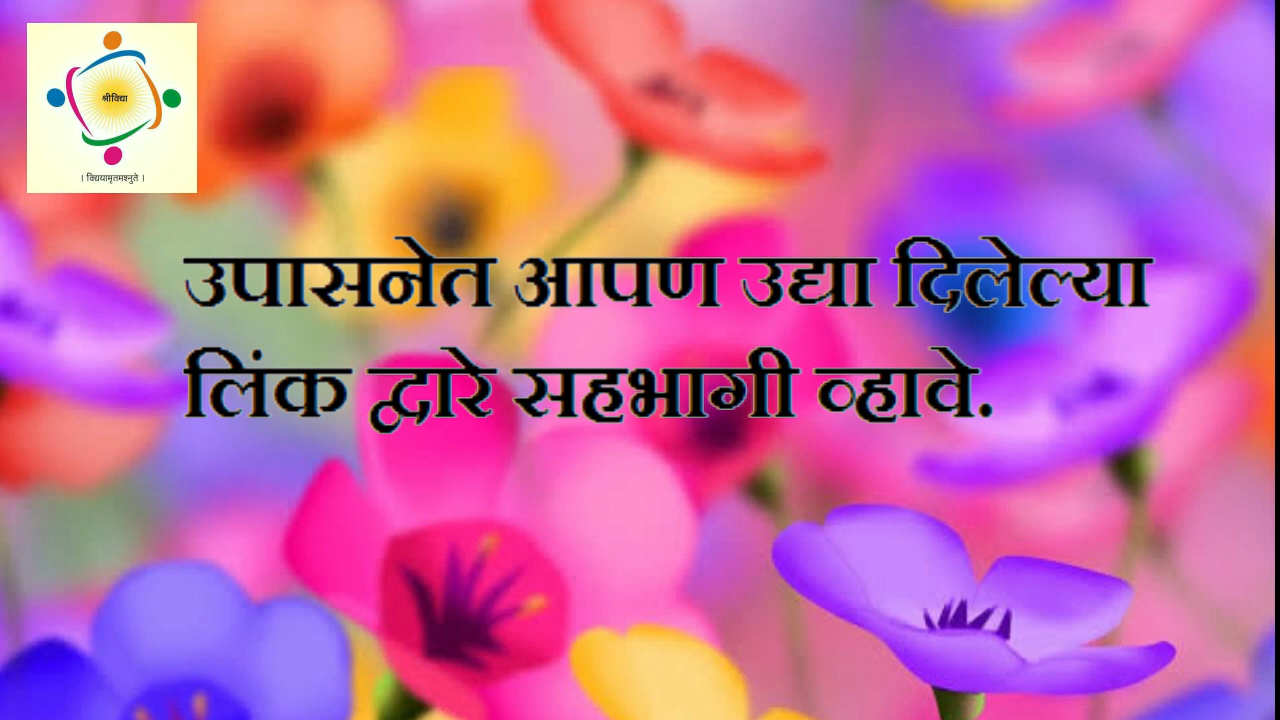 श्रीविद्या
। विद्ययामृतमश्नुते ।
उपासनेत आपण उद्या दिलेल्या
लिंक द्वारे सहभागी व्हावे.